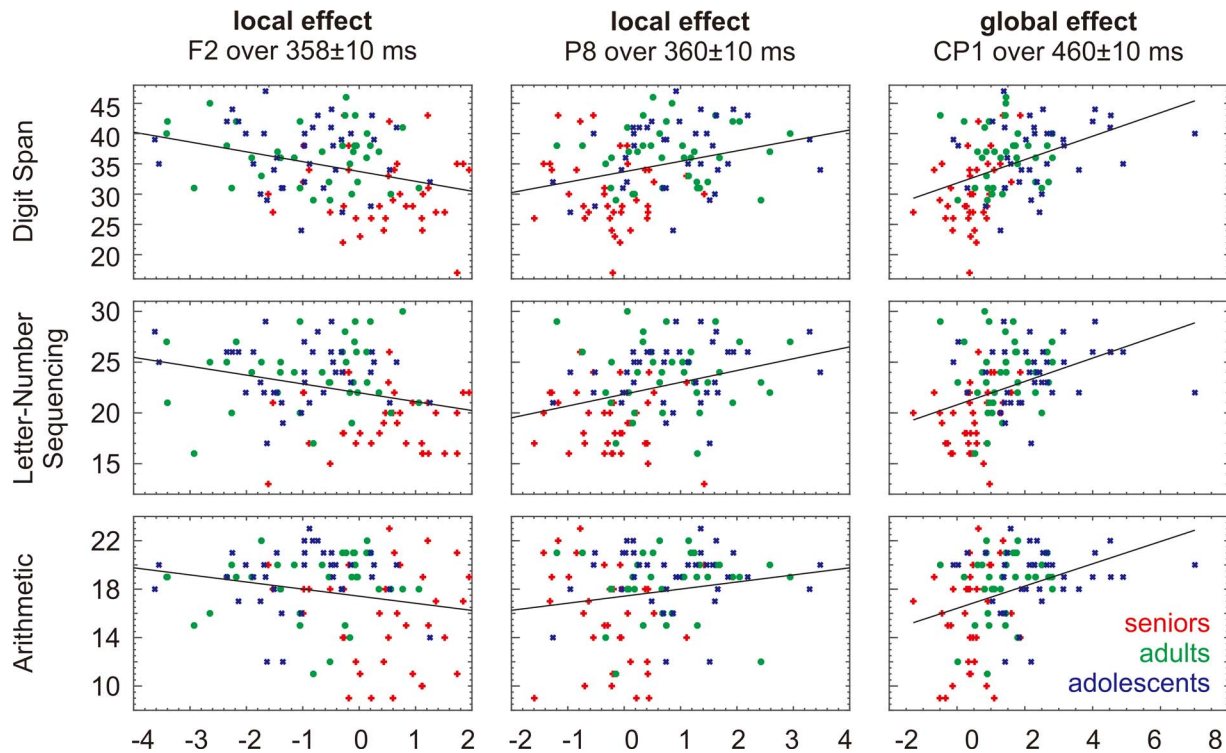 local effect
F2 over 358±10 ms
local effect
P8 over 360±10 ms
global effect
CP1 over 460±10 ms
Digit Span
45
40
35
30
25
20
Letter-Number
Sequencing
30
25
20
15
Arithmetic
22
18
14
10
seniors
adults
adolescents
-4 -3 -2 -1 0 1 2
-2 -1 0 1 2 3 4
-2 0 2 4 6 8